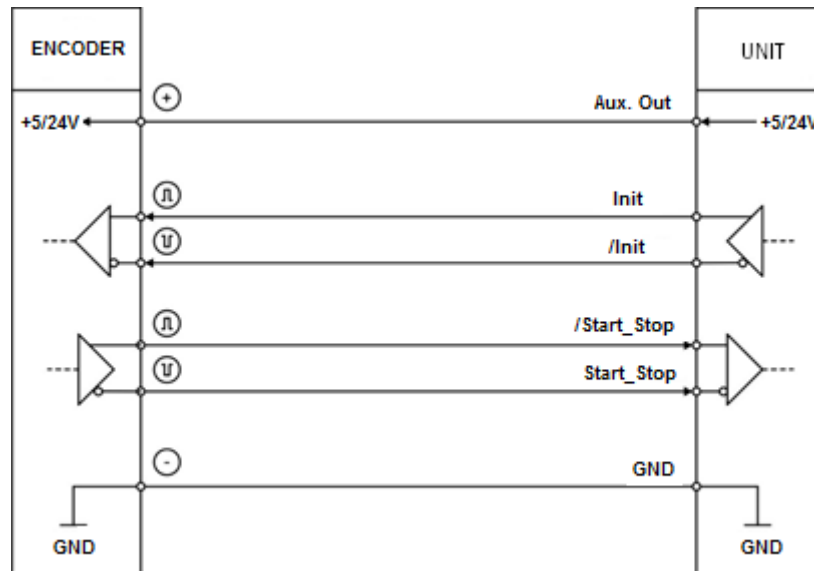 ENCODER
UNIT
+
Aux. Out
+5/24V
+5/24V
Init
/Init
/Start_Stop
Start_Stop
-
GND
GND
GND